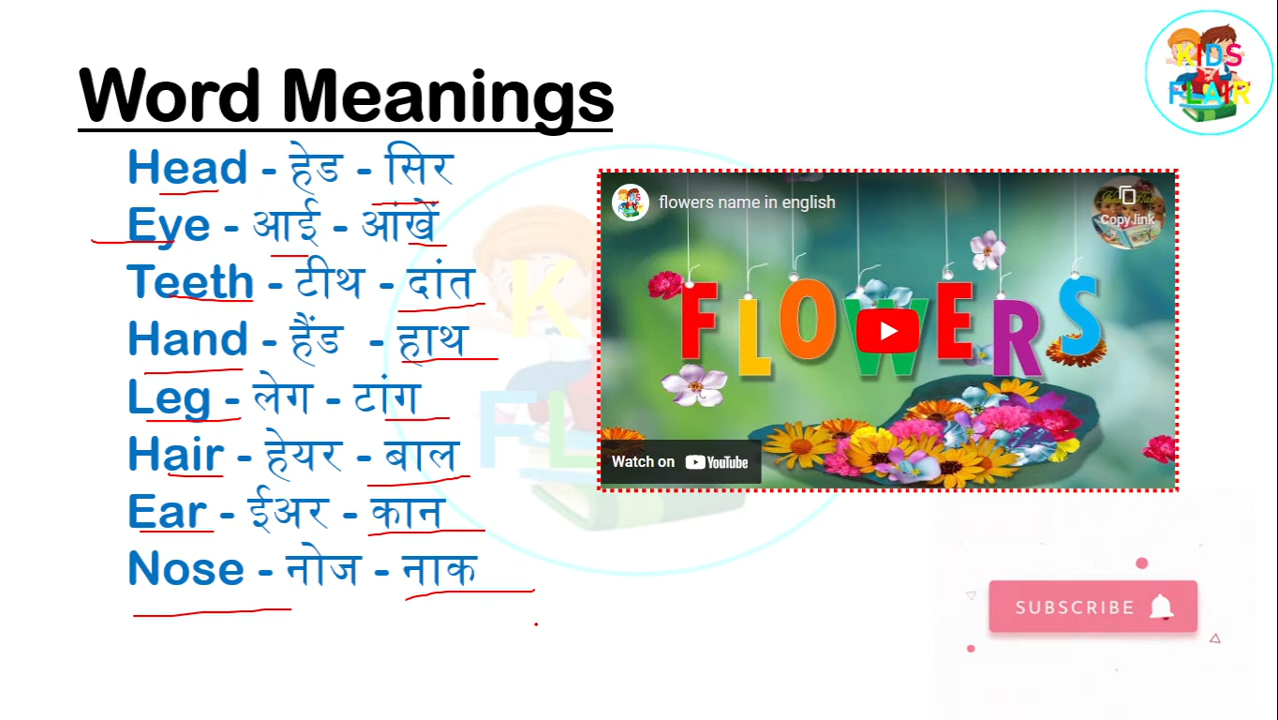 Word Meanings
Head - हेड - सिर
Eye - आई - आंखें
Teeth - टीथ - दांत
Hand - हैंड - हाथ
Leg - लेग - टांग
Hair - हेयर - बाल
Ear - ईअर - कान
Nose - नोज - नाक
KIDS
FLAIR
flowers name in english
Copy link
FLOWERS
Watch on YouTube
SUBSCRIBE